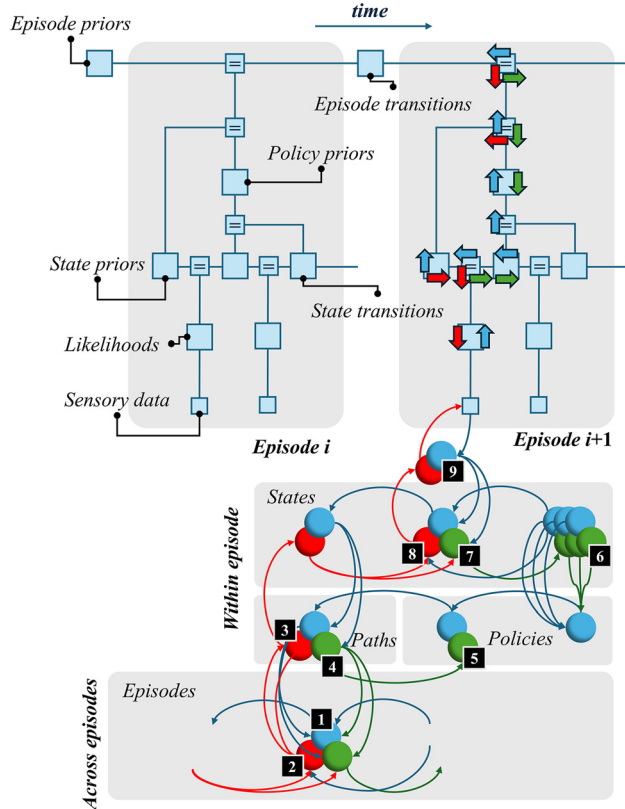 Episode priors
time
Episode transitions
=
=
=
=
Policy priors
=
=
State priors
=
=
=
=
State transitions
Likelihoods
Sensory data
Episode i
Episode i+1
9
States
8
7
6
Within episode
3
Paths
Policies
4
5
Episodes
1
2
Across episodes